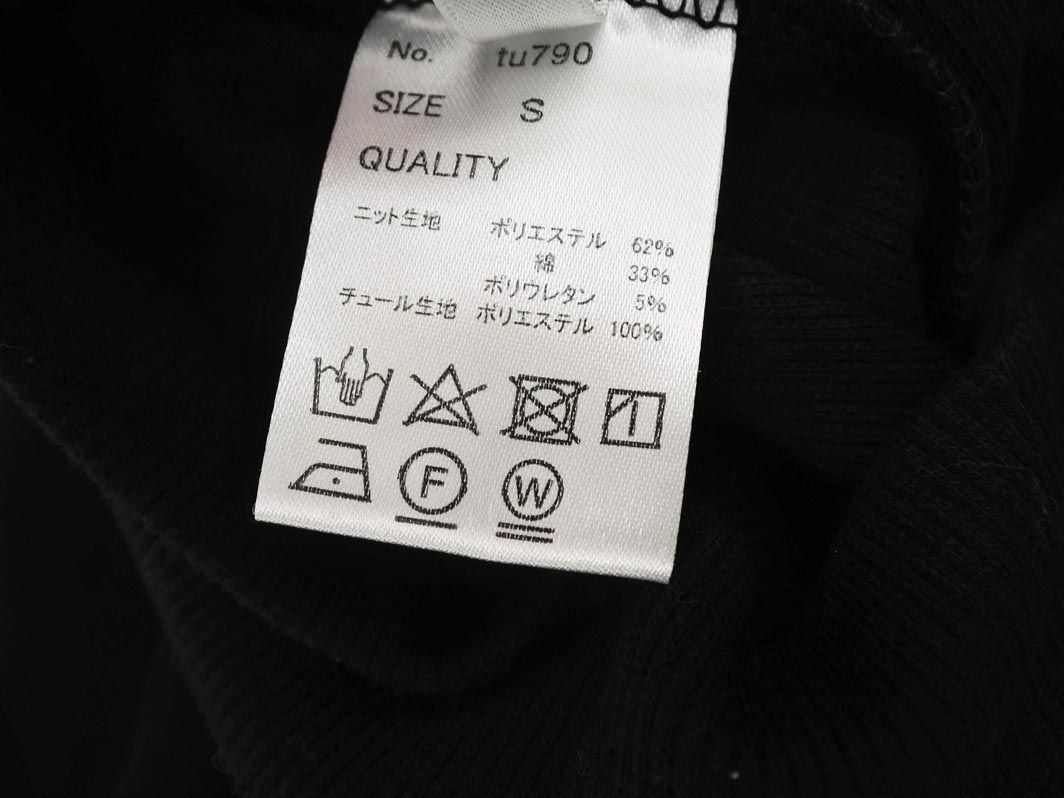 No. tu790
SIZE S
QUALITY
ニット生地 ポリエステル 62%
綿 33%
ポリウレタン 5%
チュール生地 ポリエステル 100%
F W